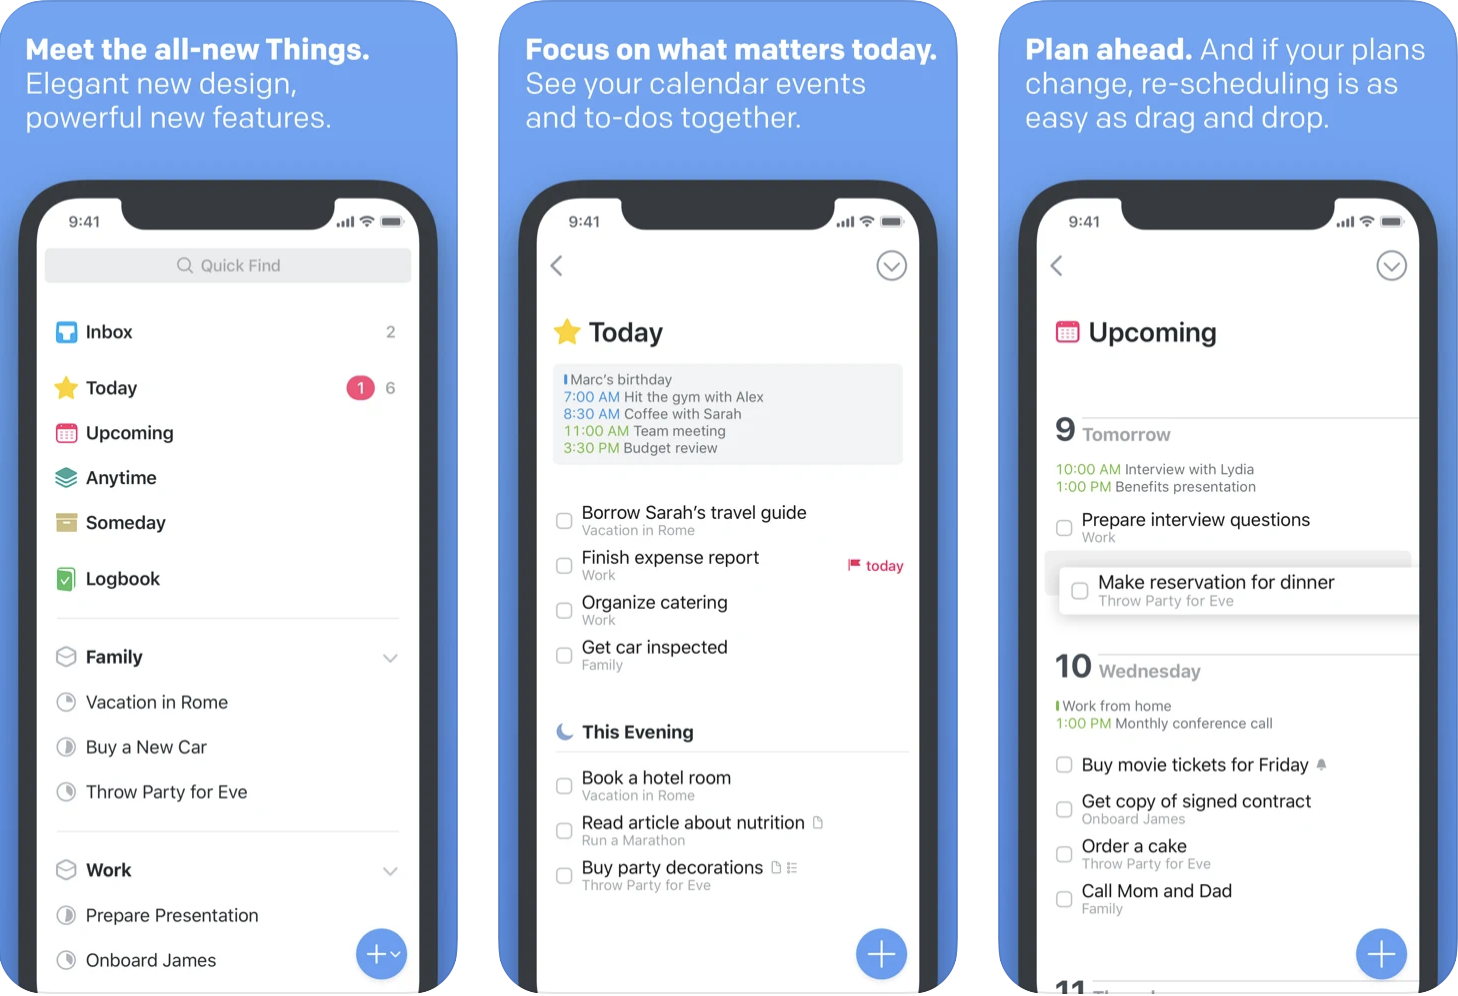 Meet the all-new Things.
Elegant new design,
powerful new features.
9:41
Quick Find
Inbox 2
Today 1 6
Upcoming
Anytime
Someday
Logbook
Family
Vacation in Rome
Buy a New Car
Throw Party for Eve
Work
Prepare Presentation
Onboard James
Focus on what matters today.
See your calendar events
and to-dos together.
9:41
Today
Marc’s birthday
7:00 AM Hit the gym with Alex
8:30 AM Coffee with Sarah
11:00 AM Team meeting
3:30 PM Budget review
Borrow Sarah’s travel guide
Vacation in Rome
Finish expense report
Work
today
Organize catering
Work
Get car inspected
Family
This Evening
Book a hotel room
Vacation in Rome
Read article about nutrition
Run a Marathon
Buy party decorations
Throw Party for Eve
Plan ahead. And if your plans
change, re-scheduling is as
easy as drag and drop.
9:41
Upcoming
9 Tomorrow
10:00 AM Interview with Lydia
1:00 PM Benefits presentation
Prepare interview questions
Work
Make reservation for dinner
Throw Party for Eve
10 Wednesday
Work from home
1:00 PM Monthly conference call
Buy movie tickets for Friday
Get copy of signed contract
Onboard James
Order a cake
Throw Party for Eve
Call Mom and Dad
Family
11